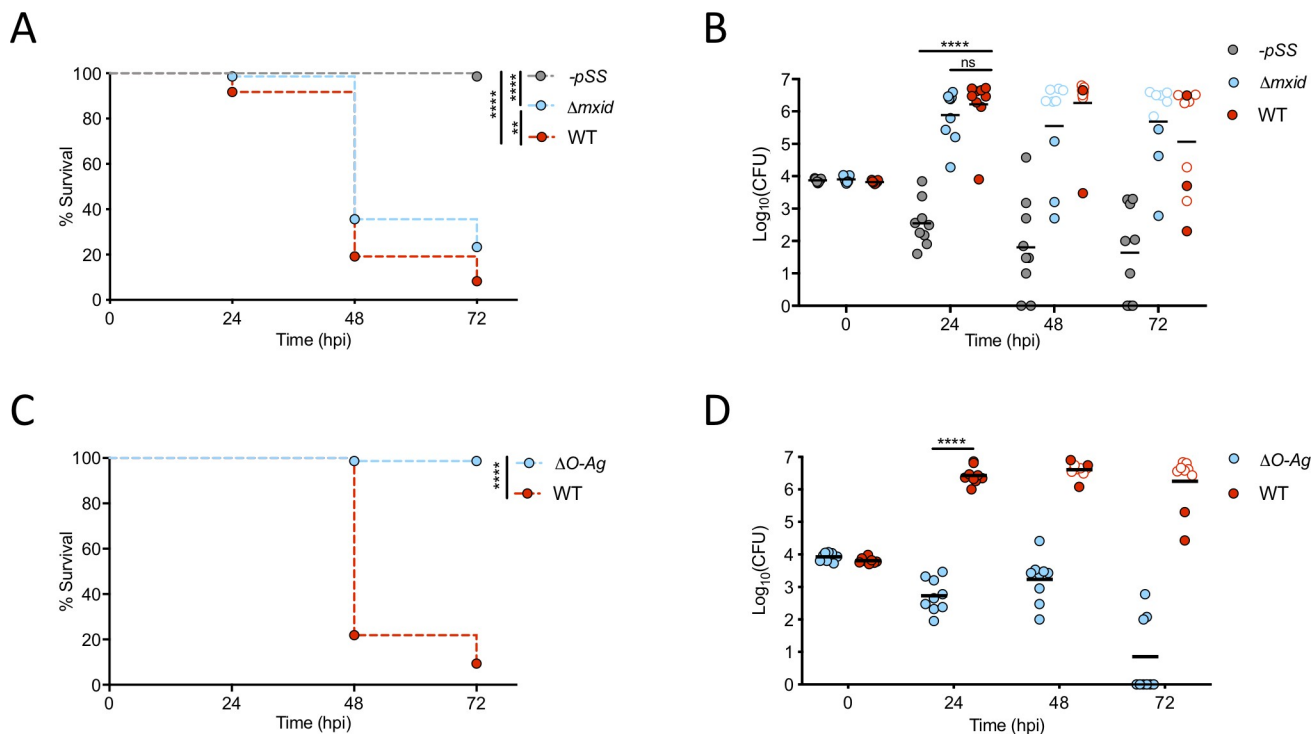 A
% Survival
100
80
60
40
20
0
0 24 48 72
Time (hpi)
****
****
**
-pSS
Δmxid
WT
B
Log10(CFU)
7
6
5
4
3
2
1
0
****
ns
0 24 48 72
Time (hpi)
-pSS
Δmxid
WT
C
% Survival
100
80
60
40
20
0
0 24 48 72
Time (hpi)
****
ΔO-Ag
WT
D
Log10(CFU)
7
6
5
4
3
2
1
0
****
0 24 48 72
Time (hpi)
ΔO-Ag
WT